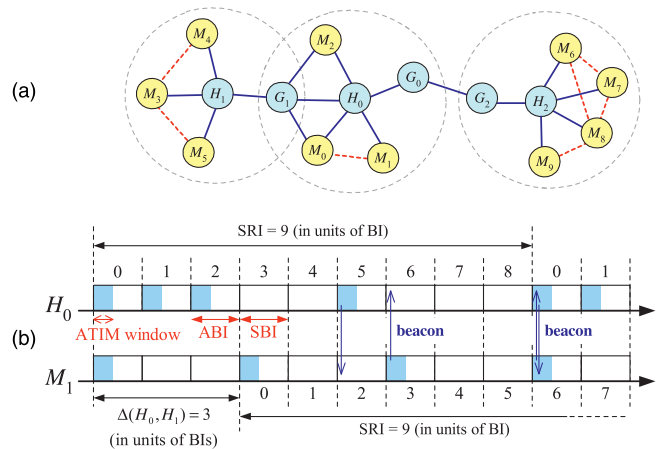 (a)
M4
M3
H1
M5
M2
G1
H0
M0
M1
G0
G2
H2
M6
M7
M8
M9
SRI = 9 (in units of BI)
0 1 2 3 4 5 6 7 8 0 1
H0
ATIM window ABI SBI beacon beacon
(b)
M1
0 1 2 3 4 5 6 7
Δ(H0, H1) = 3
(in units of BIs)
SRI = 9 (in units of BI)